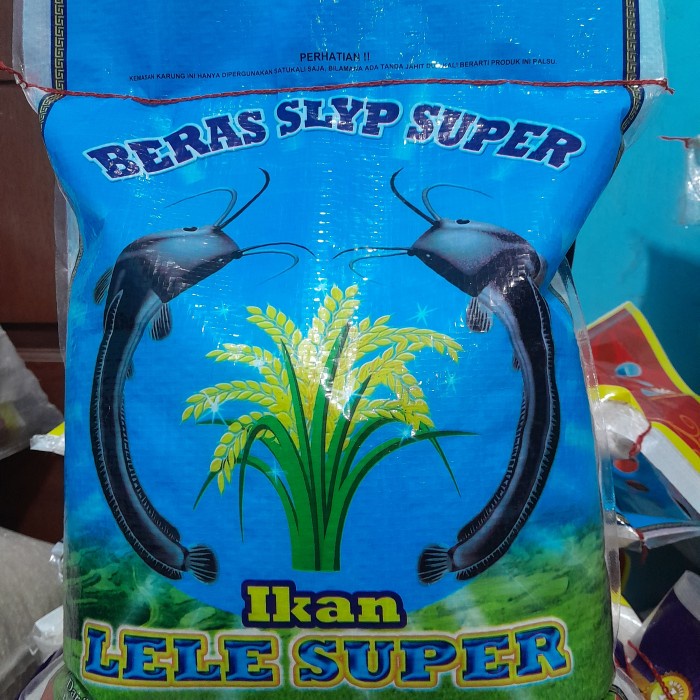 PERHATIAN !!
KEMASAN KARUNG INI HANYA DIPERGUNAKAN SATU KALI SAJA, BILAMANA ADA TANDA JAHIT DUA KALI BERARTI PRODUK INI PALSU.
BERAS SLYP SUPER
Ikan
LELE SUPER